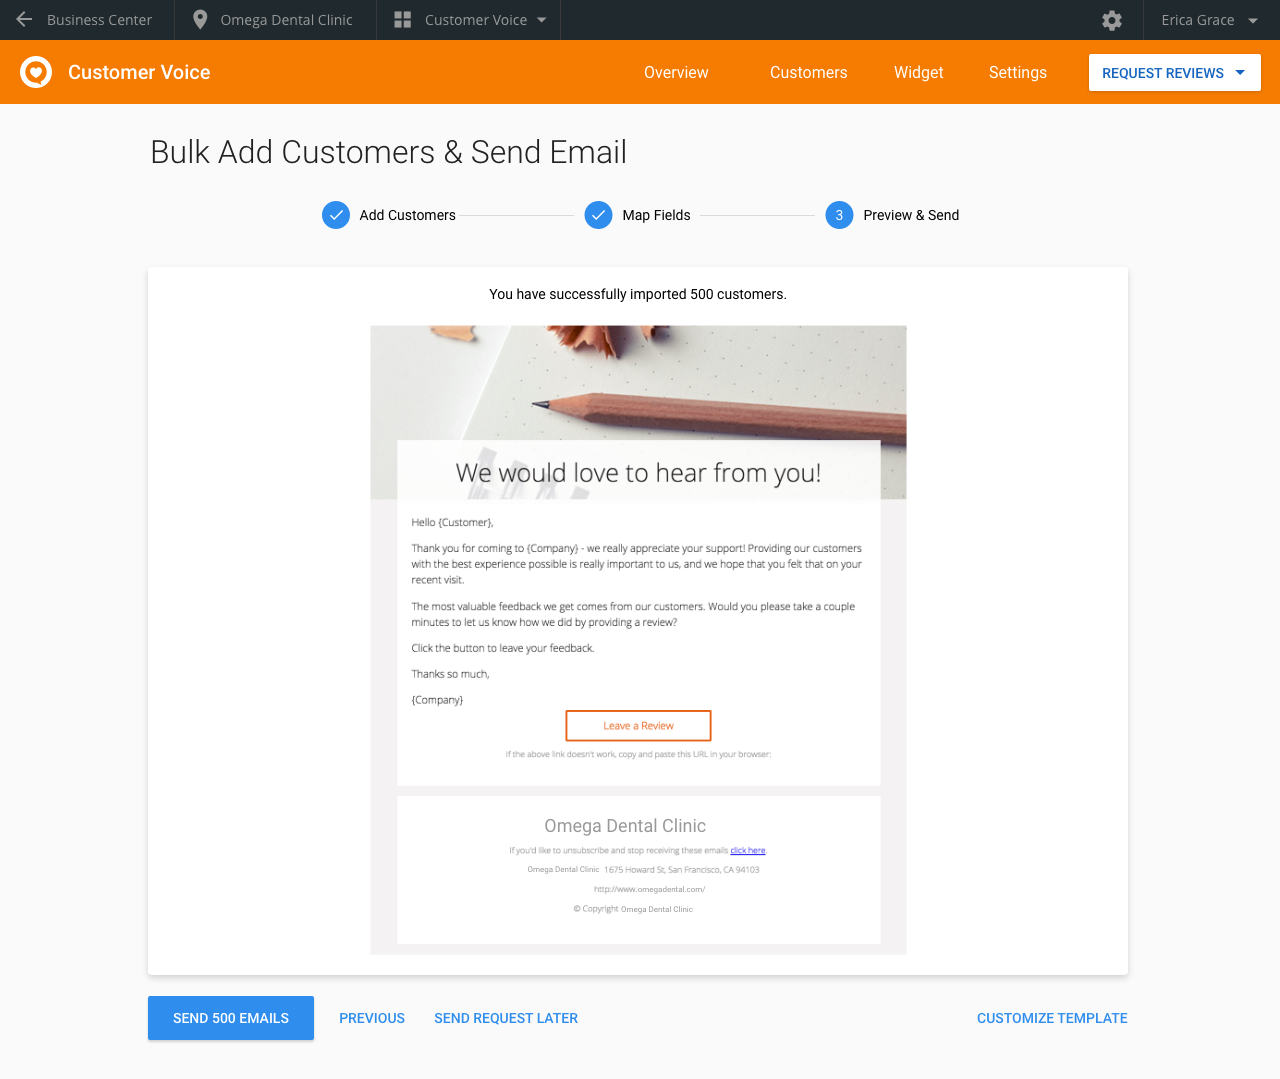 Business Center
Omega Dental Clinic
Customer Voice
Erica Grace
Customer Voice
Overview
Customers
Widget
Settings
REQUEST REVIEWS
Bulk Add Customers & Send Email
Add Customers
Map Fields
3 Preview & Send
You have successfully imported 500 customers.
We would love to hear from you!
Hello {Customer},
Thank you for coming to {Company} - we really appreciate your support! Providing our customers
with the best experience possible is really important to us, and we hope that you felt that on your
recent visit.
The most valuable feedback we get comes from our customers. Would you please take a couple
minutes to let us know how we did by providing a review?
Click the button to leave your feedback.
Thanks so much,
{Company}
Leave a Review
If the above link doesn't work, copy and paste this URL in your browser:
Omega Dental Clinic
If you'd like to unsubscribe and stop receiving these emails click here.
Omega Dental Clinic 1675 Howard St, San Francisco, CA 94103
http://www.omegadental.com/
© Copyright Omega Dental Clinic
SEND 500 EMAILS
PREVIOUS
SEND REQUEST LATER
CUSTOMIZE TEMPLATE